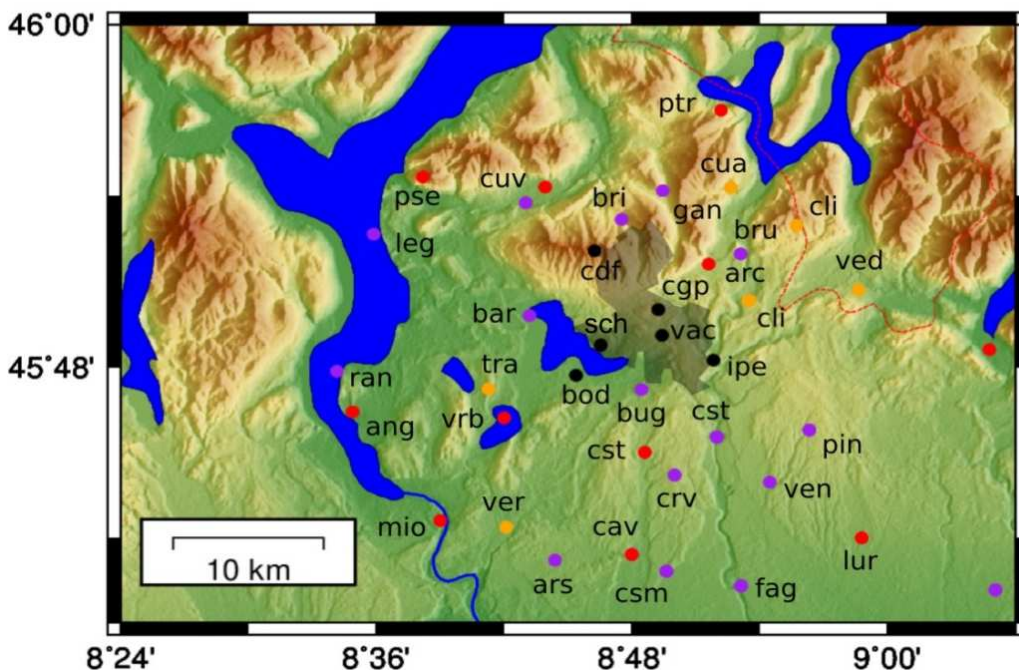 46°00'
ptr
cua
cuv
pse
bri
gan
cli
bru
leg
cdf
arc
ved
cgp
bar
sch
vac
cli
45°48'
tra
ipe
ran
bod
bug
cst
vrb
ang
cst
pin
crv
ven
ver
mio
cav
lur
10 km
ars
csm
fag
8°24'
8°36'
8°48'
9°00'